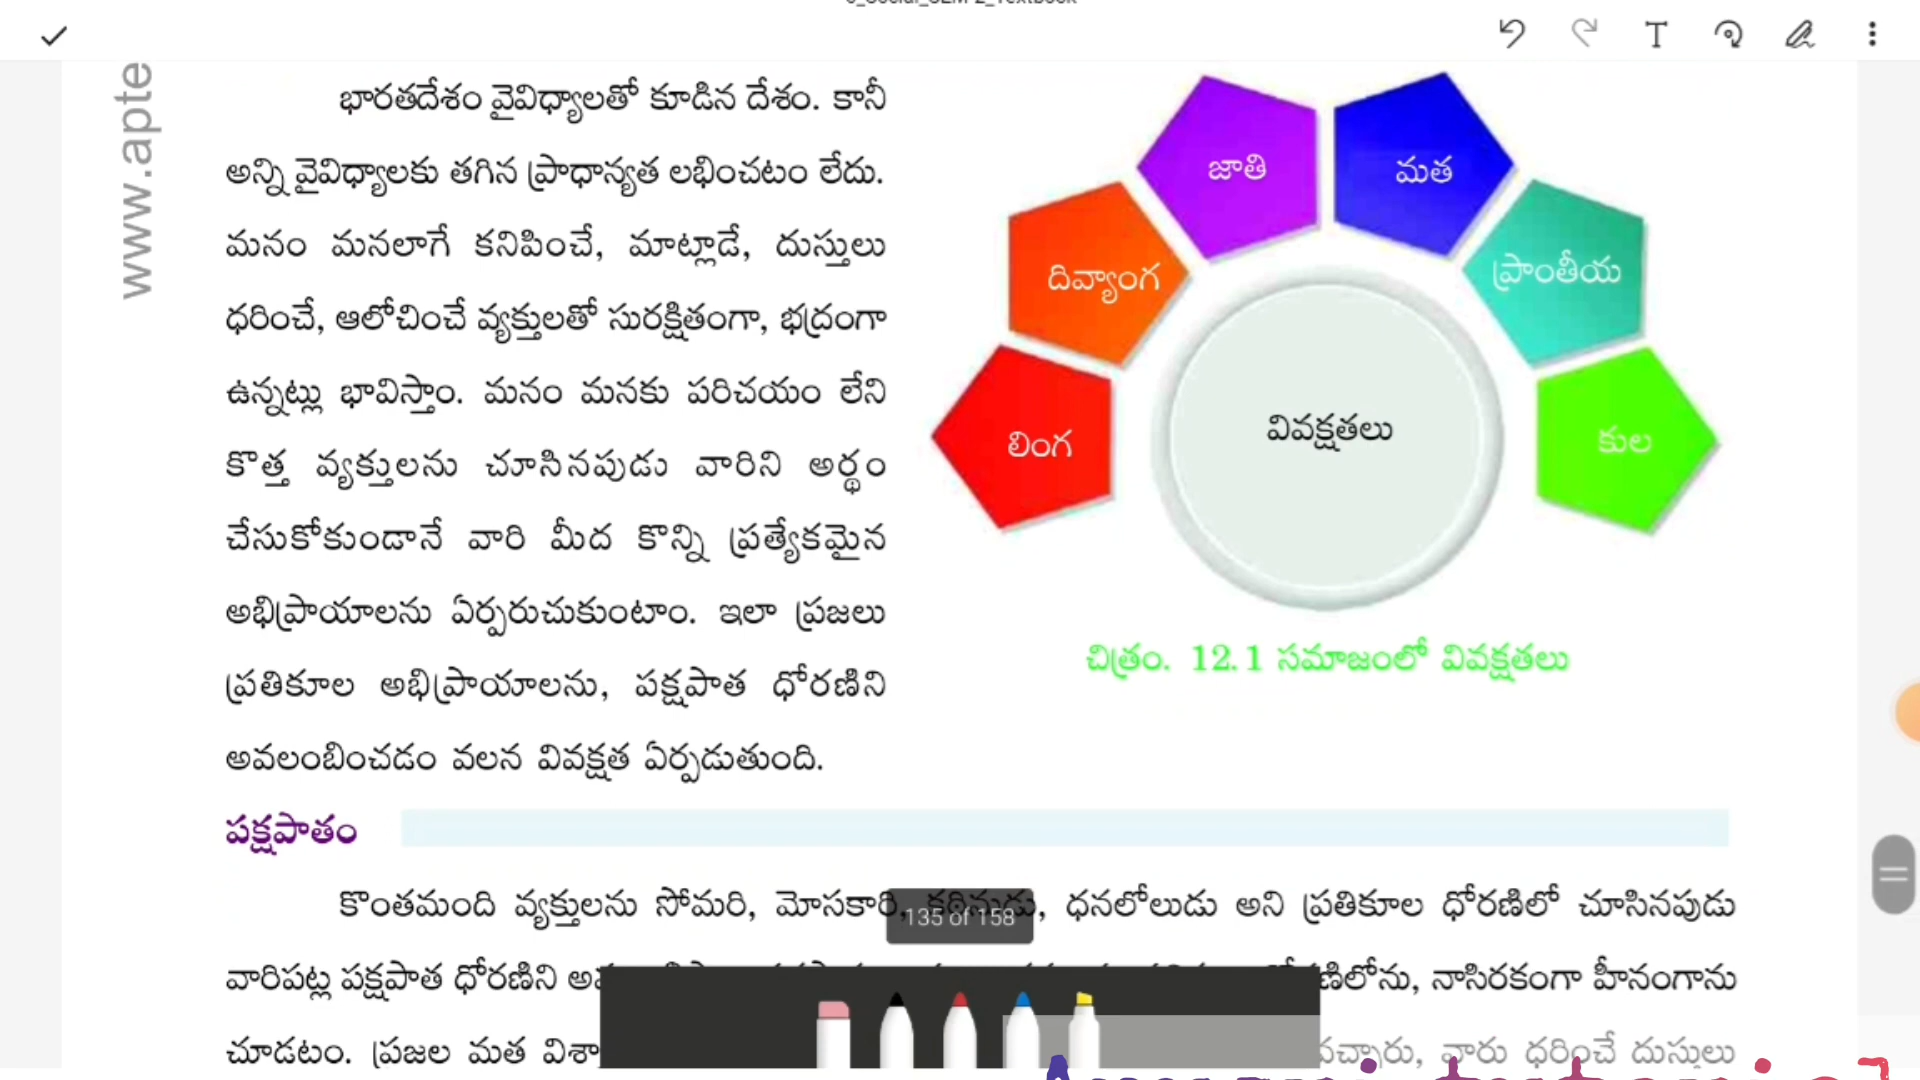 www.apte
భారతదేశం వైవిధ్యాలతో కూడిన దేశం. కానీ
అన్ని వైవిధ్యాలకు తగిన ప్రాధాన్యత లభించటం లేదు.
మనం మనలాగే కనిపించే, మాట్లాడే, దుస్తులు
ధరించే, ఆలోచించే వ్యక్తులతో సురక్షితంగా, భద్రంగా
ఉన్నట్లు భావిస్తాం. మనం మనకు పరిచయం లేని
కొత్త వ్యక్తులను చూసినపుడు వారిని అర్థం
చేసుకోకుండానే వారి మీద కొన్ని ప్రత్యేకమైన
అభిప్రాయాలను ఏర్పరుచుకుంటాం. ఇలా ప్రజలు
ప్రతికూల అభిప్రాయాలను, పక్షపాత ధోరణిని
అవలంబించడం వలన వివక్షత ఏర్పడుతుంది.
లింగ
దివ్యాంగ
జాతి
మత
ప్రాంతీయ
కుల
వివక్షతలు
చిత్రం. 12.1 సమాజంలో వివక్షతలు
పక్షపాతం
కొంతమంది వ్యక్తులను సోమరి, మోసకారి, కఠినుడు, ధనలోలుడు అని ప్రతికూల ధోరణిలో చూసినపుడు
135 of 158
వారిపట్ల పక్షపాత ధోరణిని నాసిరకంగా హీనంగాను
చూడటం. ప్రజల మత వారు ధరించే దుస్తులు